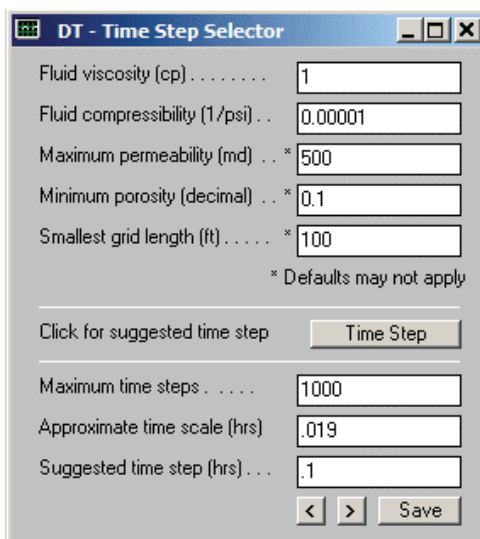 DT - Time Step Selector
Fluid viscosity (cp) . . . . . . . . 1
Fluid compressibility (1/psi) . . 0.00001
Maximum permeability (md) . . * 500
Minimum porosity (decimal) . . * 0.1
Smallest grid length (ft) . . . . . * 100
* Defaults may not apply
Click for suggested time step Time Step
Maximum time steps . . . . . 1000
Approximate time scale (hrs) .019
Suggested time step (hrs) . . . .1
< > Save